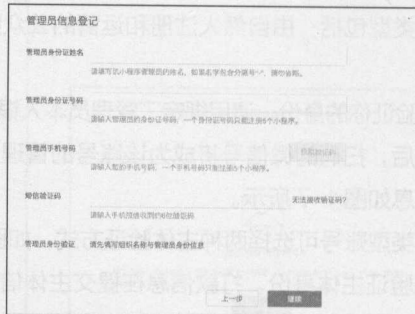 管理员信息登记
管理员身份证姓名
请填写该小程序管理员的姓名，如果名字包含分隔号“·”，请勿省略。
管理员身份证号码
请输入管理员的身份证号码，一个身份证号码只能注册5个小程序。
管理员手机号码
请输入您的手机号码，一个手机号码只能注册5个小程序。
短信验证码
无法接收验证码?
请输入手机短信收到的6位验证码
管理员身份验证
请先填写组织名称与管理员身份信息
上一步
继续